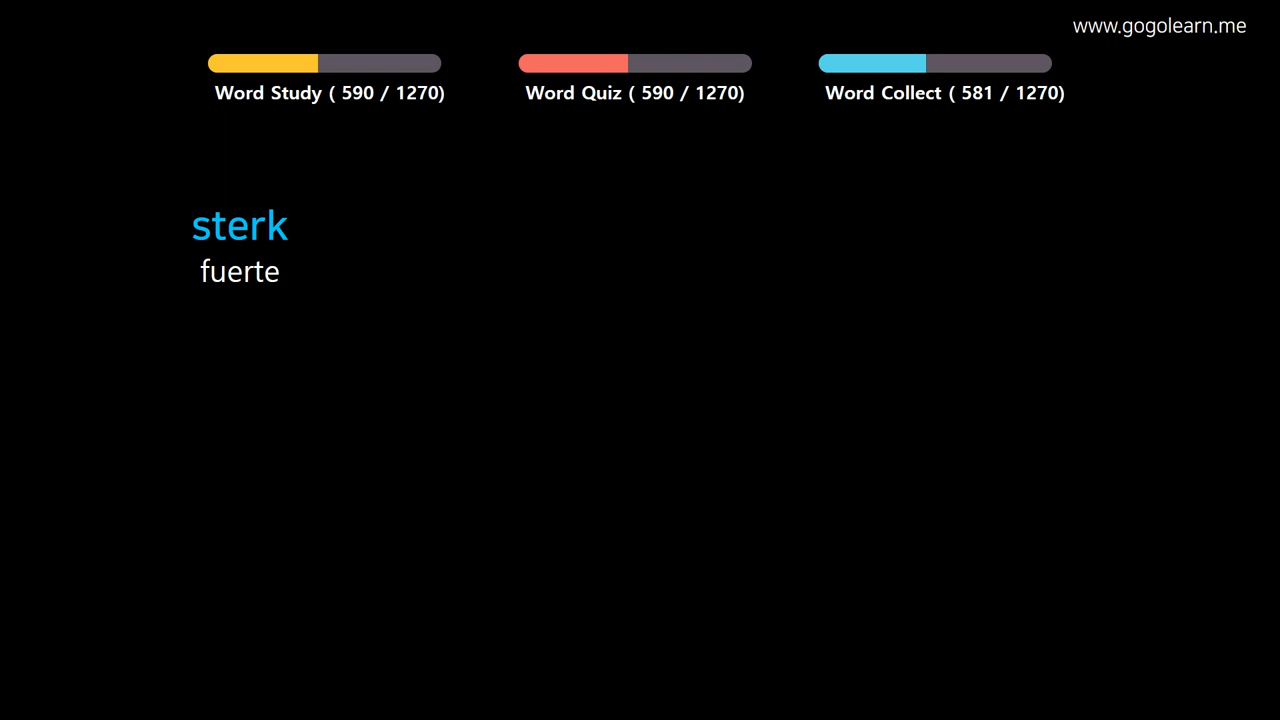 www.gogolearn.me
Word Study ( 590 / 1270)
Word Quiz ( 590 / 1270)
Word Collect ( 581 / 1270)
sterk
fuerte